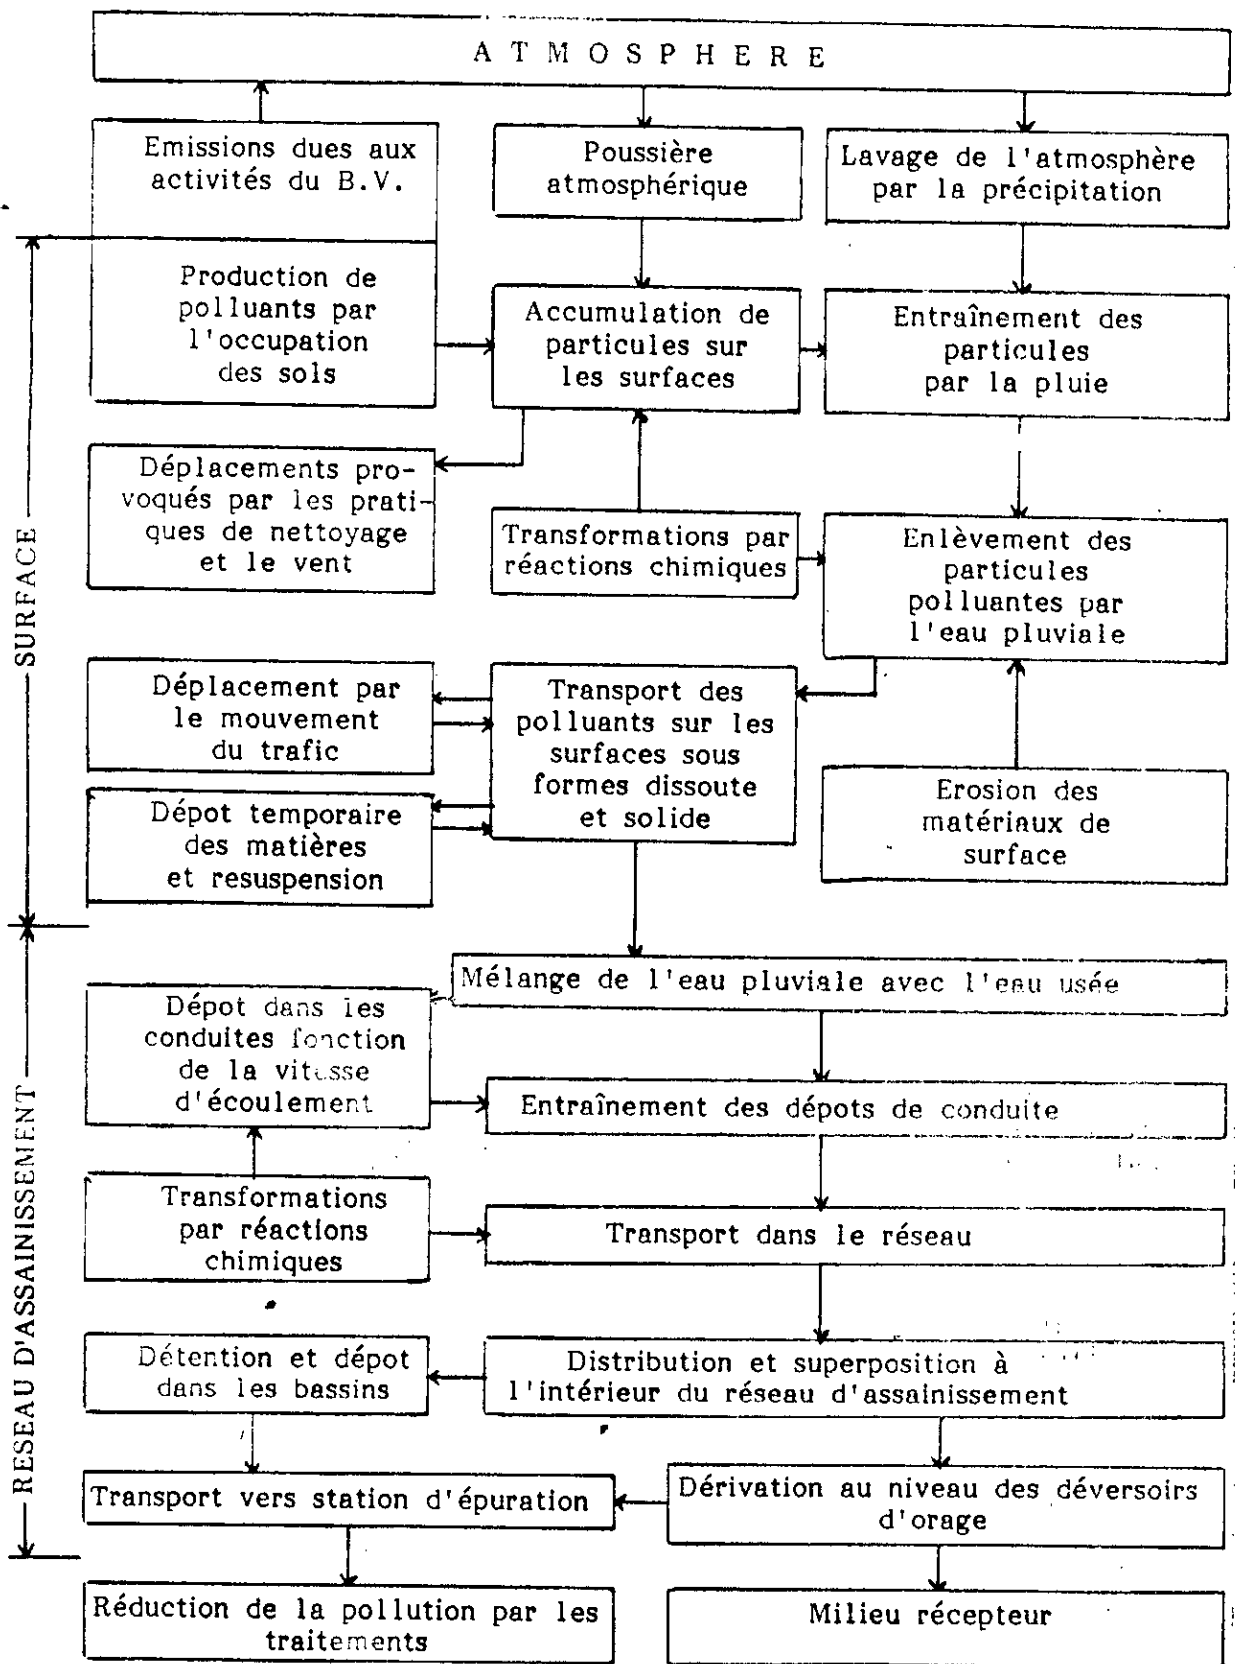 A T M O S P H E R E
Emissions dues aux
activités du B.V.
Poussière
atmosphérique
Lavage de l'atmosphère
par la précipitation
Production de
polluants par
l'occupation
des sols
Accumulation de
particules sur
les surfaces
Entraînement des
particules
par la pluie
Déplacements pro-
voqués par les prati-
ques de nettoyage
et le vent
Transformations par
réactions chimiques
Enlèvement des
particules
polluantes par
l'eau pluviale
SURFACE
Déplacement par
le mouvement
du trafic
Transport des
polluants sur les
surfaces sous
formes dissoute
et solide
Dépot temporaire
des matières
et resuspension
Erosion des
matériaux de
surface
Mélange de l'eau pluviale avec l'eau usée
Dépot dans les
conduites fonction
de la vitesse
d'écoulement
Entraînement des dépots de conduite
Transformations
par réactions
chimiques
Transport dans le réseau
RESEAU D'ASSAINISSEMENT
Détention et dépot
dans les bassins
Distribution et superposition à
l'intérieur du réseau d'assainissement
Transport vers station d'épuration
Dérivation au niveau des déversoirs
d'orage
Réduction de la pollution par les
traitements
Milieu récepteur